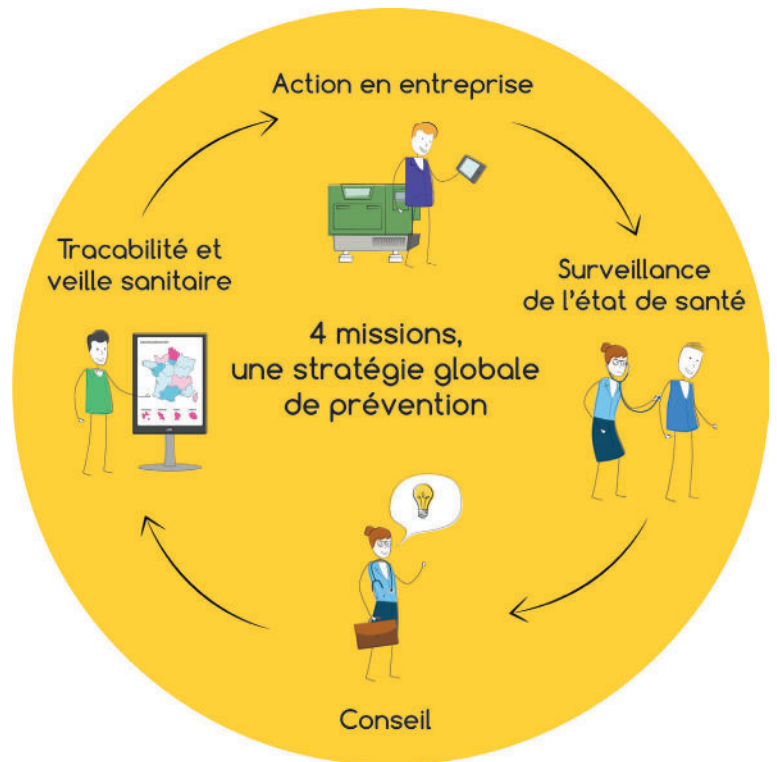 Action en entreprise
Tracabilité et
veille sanitaire
Surveillance
de l'état de santé
4 missions,
une stratégie globale
de prévention
Conseil